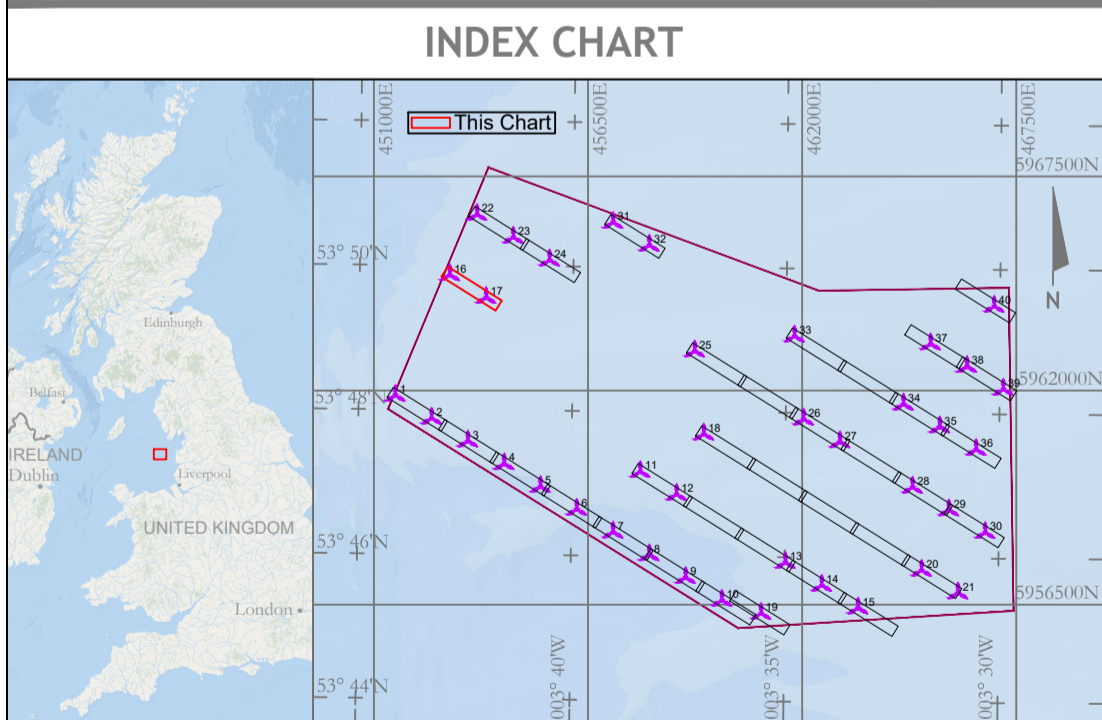 INDEX CHART
This Chart
451000E
456500E
462000E
467500E
5967500N
5962000N
5956500N
53° 50'N
53° 48'N
53° 46'N
53° 44'N
003° 40'W
003° 35'W
003° 30'W
N
Edinburgh
Belfast
IRELAND
Dublin
Liverpool
UNITED KINGDOM
London
22
23
24
31
32
16
17
40
37
38
39
33
34
35
36
25
26
27
28
29
30
18
20
21
11
12
13
14
15
1
2
3
4
5
6
7
8
9
10
19